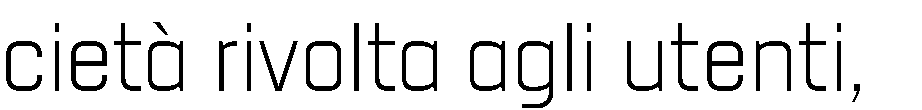 cietà rivolta agli utenti,